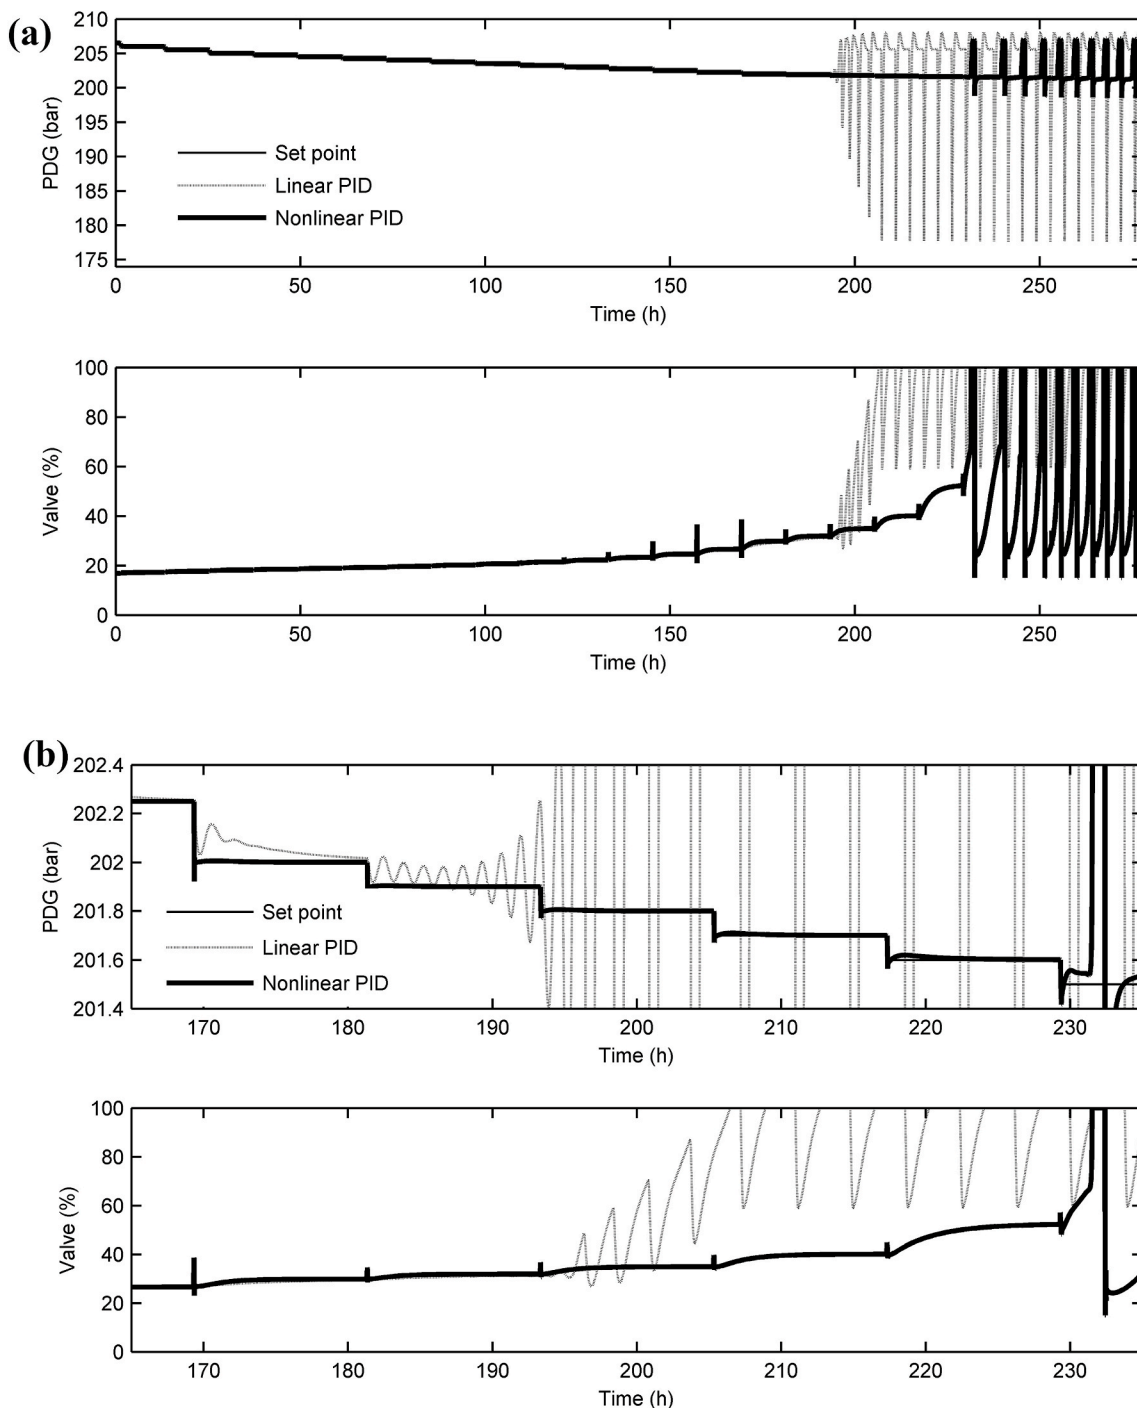 (a)
210
205
200
195
190
185
180
175
PDG (bar)
Set point
Linear PID
Nonlinear PID
0 50 100 150 200 250
Time (h)
100
80
60
40
20
0
Valve (%)
0 50 100 150 200 250
Time (h)
(b)
202.4
202.2
202
201.8
201.6
201.4
PDG (bar)
Set point
Linear PID
Nonlinear PID
170 180 190 200 210 220 230
Time (h)
100
80
60
40
20
0
Valve (%)
170 180 190 200 210 220 230
Time (h)